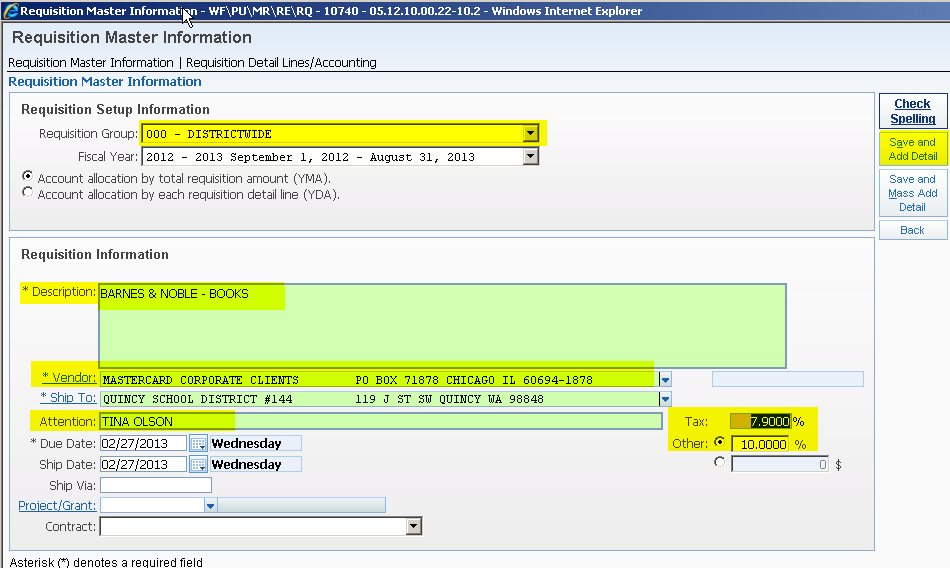 Requisition Master Information - WF\PU\MR\RE\RQ - 10740 - 05.12.10.00.22-10.2 - Windows Internet Explorer
Requisition Master Information
Requisition Master Information | Requisition Detail Lines/Accounting
Requisition Master Information
Requisition Setup Information
Requisition Group: 000 - DISTRICTWIDE
Fiscal Year: 2012 - 2013 September 1, 2012 - August 31, 2013
Account allocation by total requisition amount (YMA).
Account allocation by each requisition detail line (YDA).
Check
Spelling
Save and
Add Detail
Save and
Mass Add
Detail
Back
Requisition Information
* Description: BARNES & NOBLE - BOOKS
* Vendor: MASTERCARD CORPORATE CLIENTS PO BOX 71878 CHICAGO IL 60694-1878
* Ship To: QUINCY SCHOOL DISTRICT #144 119 J ST SW QUINCY WA 98848
Attention: TINA OLSON
Tax: 7.9000 %
* Due Date: 02/27/2013 Wednesday
Other: 10.0000 %
Ship Date: 02/27/2013 Wednesday
0 $
Ship Via:
Project/Grant:
Contract:
Asterisk (*) denotes a required field